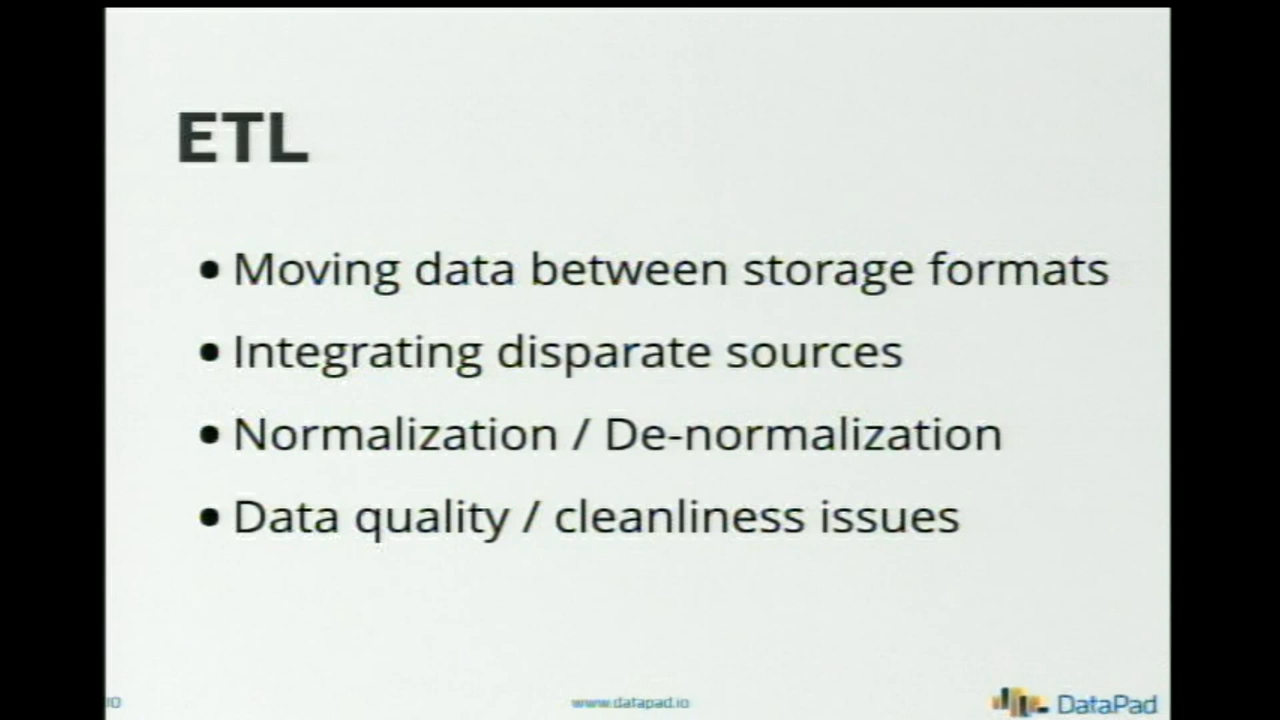 ETL
• Moving data between storage formats
• Integrating disparate sources
• Normalization / De-normalization
• Data quality / cleanliness issues
www.datapad.io
DataPad